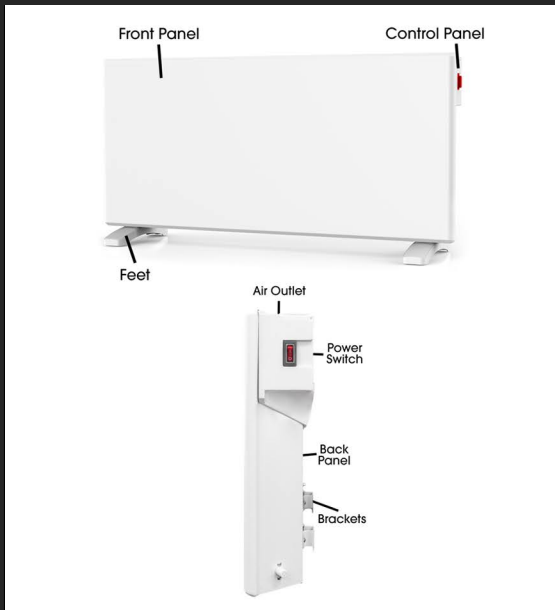 Front Panel
Control Panel
Feet
Air Outlet
Power
Switch
Back
Panel
Brackets